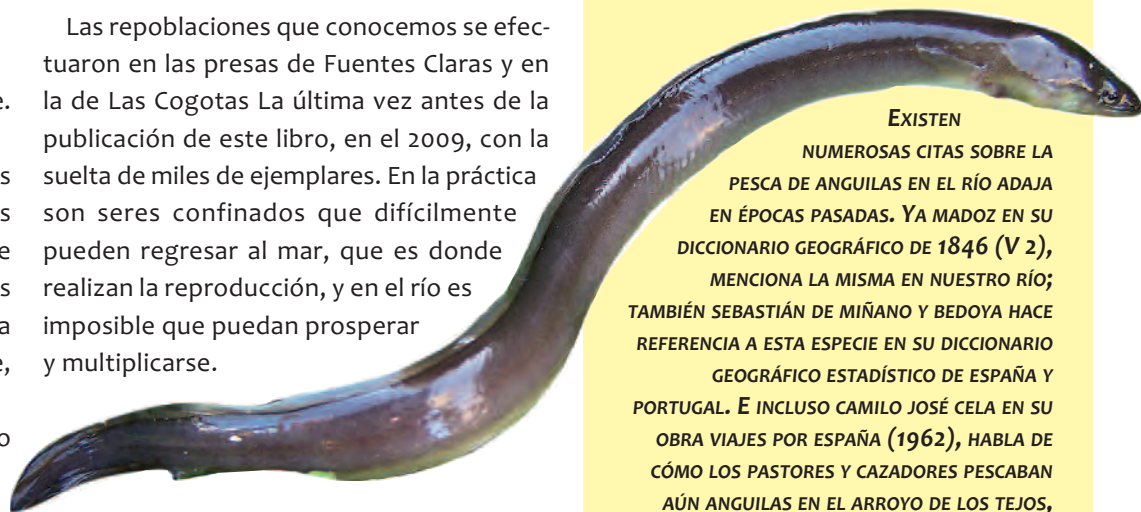 e.
s
s
e
s
a
e,
o
Las repoblaciones que conocemos se efec-
tuaron en las presas de Fuentes Claras y en
la de Las Cogotas La última vez antes de la
publicación de este libro, en el 2009, con la
suelta de miles de ejemplares. En la práctica
son seres confinados que difícilmente
pueden regresar al mar, que es donde
realizan la reproducción, y en el río es
imposible que puedan prosperar
y multiplicarse.
EXISTEN
NUMEROSAS CITAS SOBRE LA
PESCA DE ANGUILAS EN EL RÍO ADAJA
EN ÉPOCAS PASADAS. YA MADOZ EN SU
DICCIONARIO GEOGRÁFICO DE 1846 (V 2),
MENCIONA LA MISMA EN NUESTRO RÍO;
TAMBIÉN SEBASTIÁN DE MIÑANO Y BEDOYA HACE
REFERENCIA A ESTA ESPECIE EN SU DICCIONARIO
GEOGRÁFICO ESTADÍSTICO DE ESPAÑA Y
PORTUGAL. E INCLUSO CAMILO JOSÉ CELA EN SU
OBRA VIAJES POR ESPAÑA (1962), HABLA DE
CÓMO LOS PASTORES Y CAZADORES PESCABAN
AÚN ANGUILAS EN EL ARROYO DE LOS TEJOS,